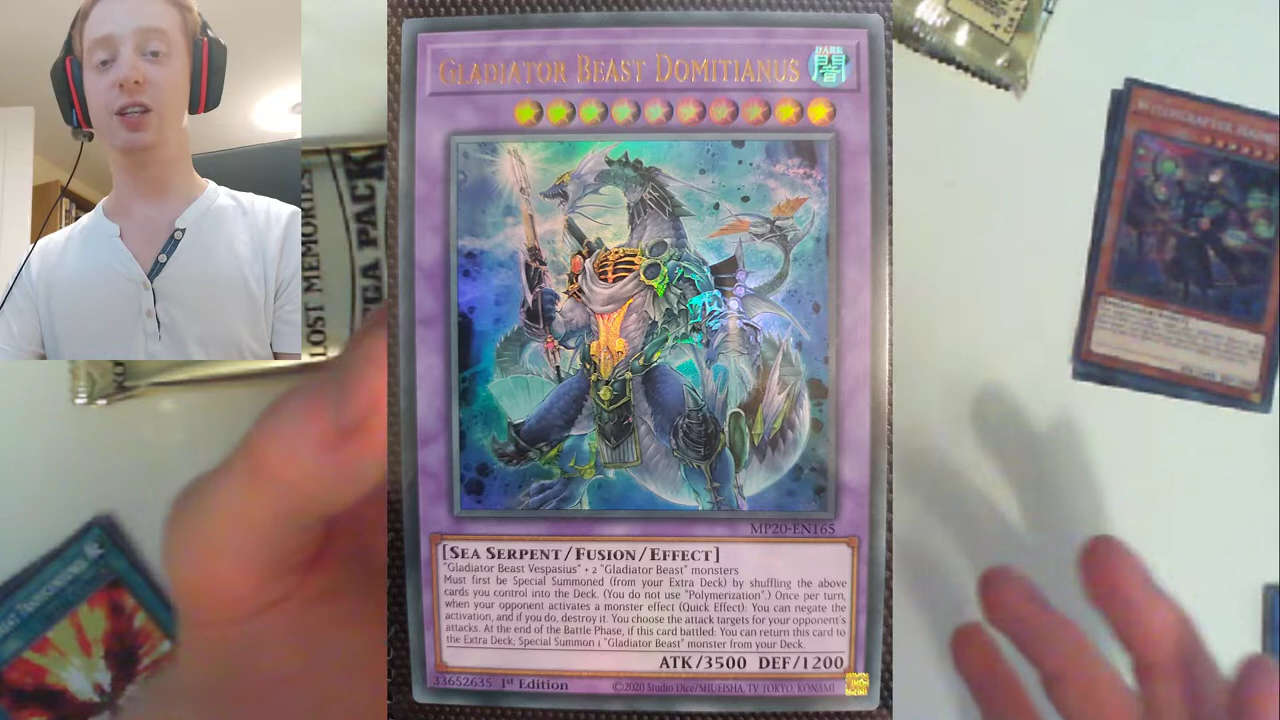 LOST MEMORIES
GA PACK
GLADIATOR BEAST DOMITIANUS
DARK
闇
MP20-EN165
[SEA SERPENT/FUSION/EFFECT]
"Gladiator Beast Vespasius" + 2 "Gladiator Beast" monsters
Must first be Special Summoned (from your Extra Deck) by shuffling the above
cards you control into the Deck. (You do not use "Polymerization".) Once per turn,
when your opponent activates a monster effect (Quick Effect): You can negate the
activation, and if you do, destroy it. You choose the attack targets for your opponent's
attacks. At the end of the Battle Phase, if this card battled: You can return this card to
the Extra Deck; Special Summon 1 "Gladiator Beast" monster from your Deck.
ATK/3500 DEF/1200
33652635 1st Edition
©2020 Studio Dice/SHUEISHA, TV TOKYO, KONAMI
WITCHCRAFTER